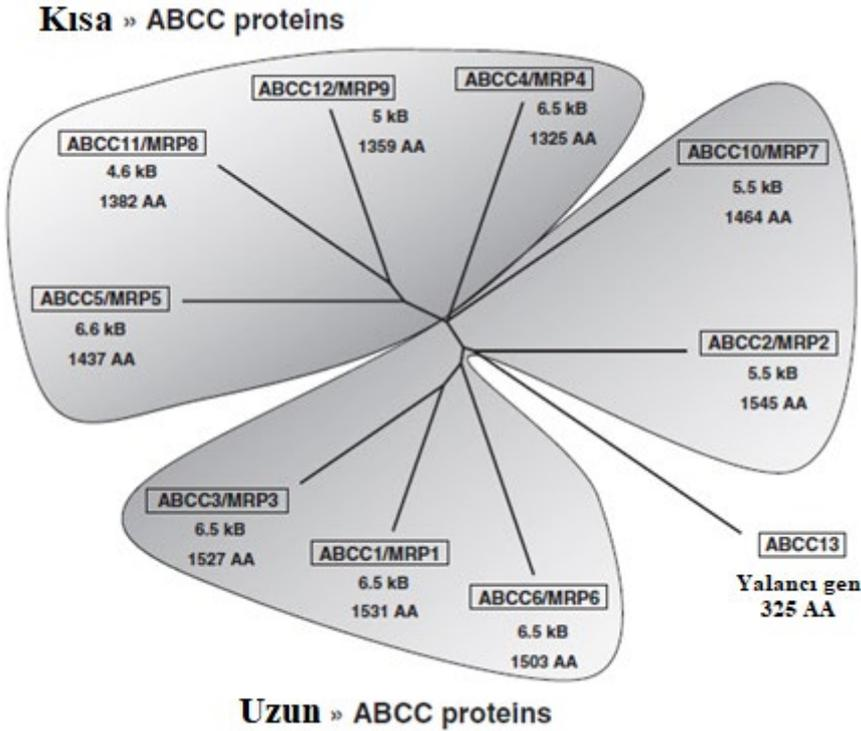 Kısa » ABCC proteins
ABCC12/MRP9
5 kB
1359 AA
ABCC4/MRP4
6.5 kB
1325 AA
ABCC11/MRP8
4.6 kB
1382 AA
ABCC10/MRP7
5.5 kB
1464 AA
ABCC5/MRP5
6.6 kB
1437 AA
ABCC2/MRP2
5.5 kB
1545 AA
ABCC3/MRP3
6.5 kB
1527 AA
ABCC1/MRP1
6.5 kB
1531 AA
ABCC6/MRP6
6.5 kB
1503 AA
ABCC13
Yalancı gen
325 AA
Uzun » ABCC proteins